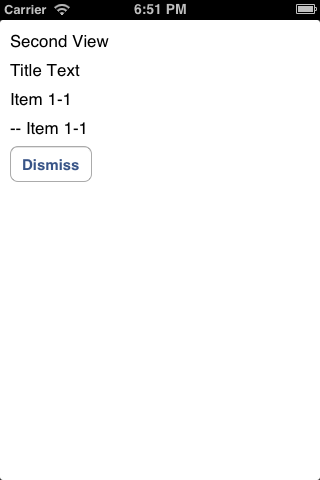 Carrier 6:51 PM
Second View
Title Text
Item 1-1
-- Item 1-1
Dismiss